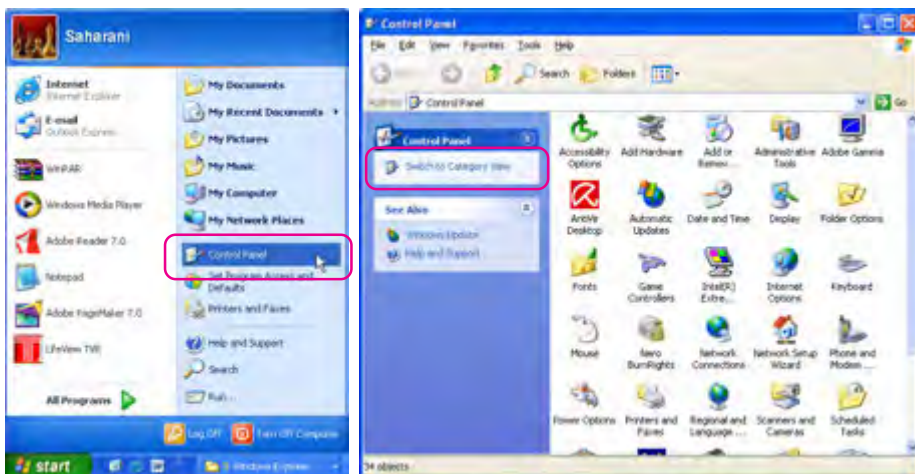 Saharani
Internet
Internet Explorer
E-mail
Outlook Express
WinRAR
Windows Media Player
Adobe Reader 7.0
Notepad
Adobe PageMaker 7.0
LifeView TVR
All Programs
My Documents
My Recent Documents
My Pictures
My Music
My Computer
My Network Places
Control Panel
Set Program Access and
Defaults
Printers and Faxes
Help and Support
Search
Run...
Log Off
Turn Off Computer
start
Control Panel
File Edit View Favorites Tools Help
Search Folders
Address Control Panel Go
Control Panel
Switch to Category View
See Also
Windows Update
Help and Support
Accessibility Options
Add Hardware
Add or Remov...
Administrative Tools
Adobe Gamma
AntiVir Desktop
Automatic Updates
Date and Time
Display
Folder Options
Fonts
Game Controllers
Intel(R) Extre...
Internet Options
Keyboard
Mouse
Nero BurnRights
Network Connections
Network Setup Wizard
Phone and Modem ...
Power Options
Printers and Faxes
Regional and Language ...
Scanners and Cameras
Scheduled Tasks
34 objects